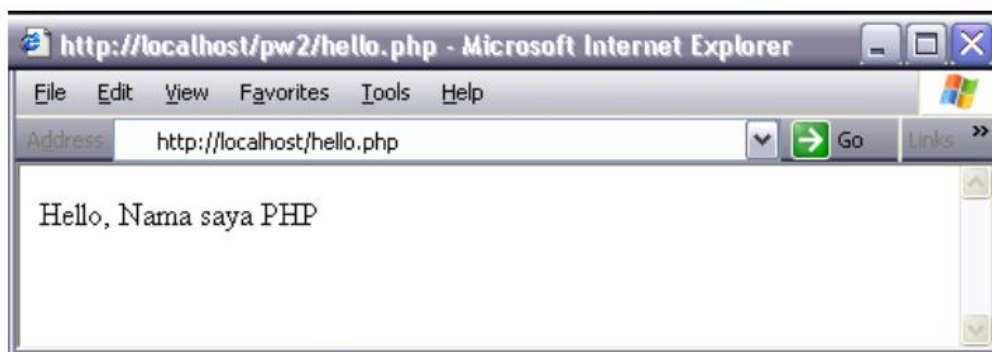 http://localhost/pw2/hello.php - Microsoft Internet Explorer
File Edit View Favorites Tools Help
Address http://localhost/hello.php Go Links »
Hello, Nama saya PHP